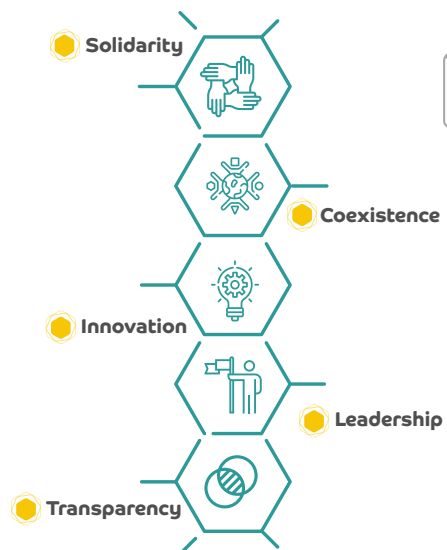 Solidarity
Coexistence
Innovation
Leadership
Transparency